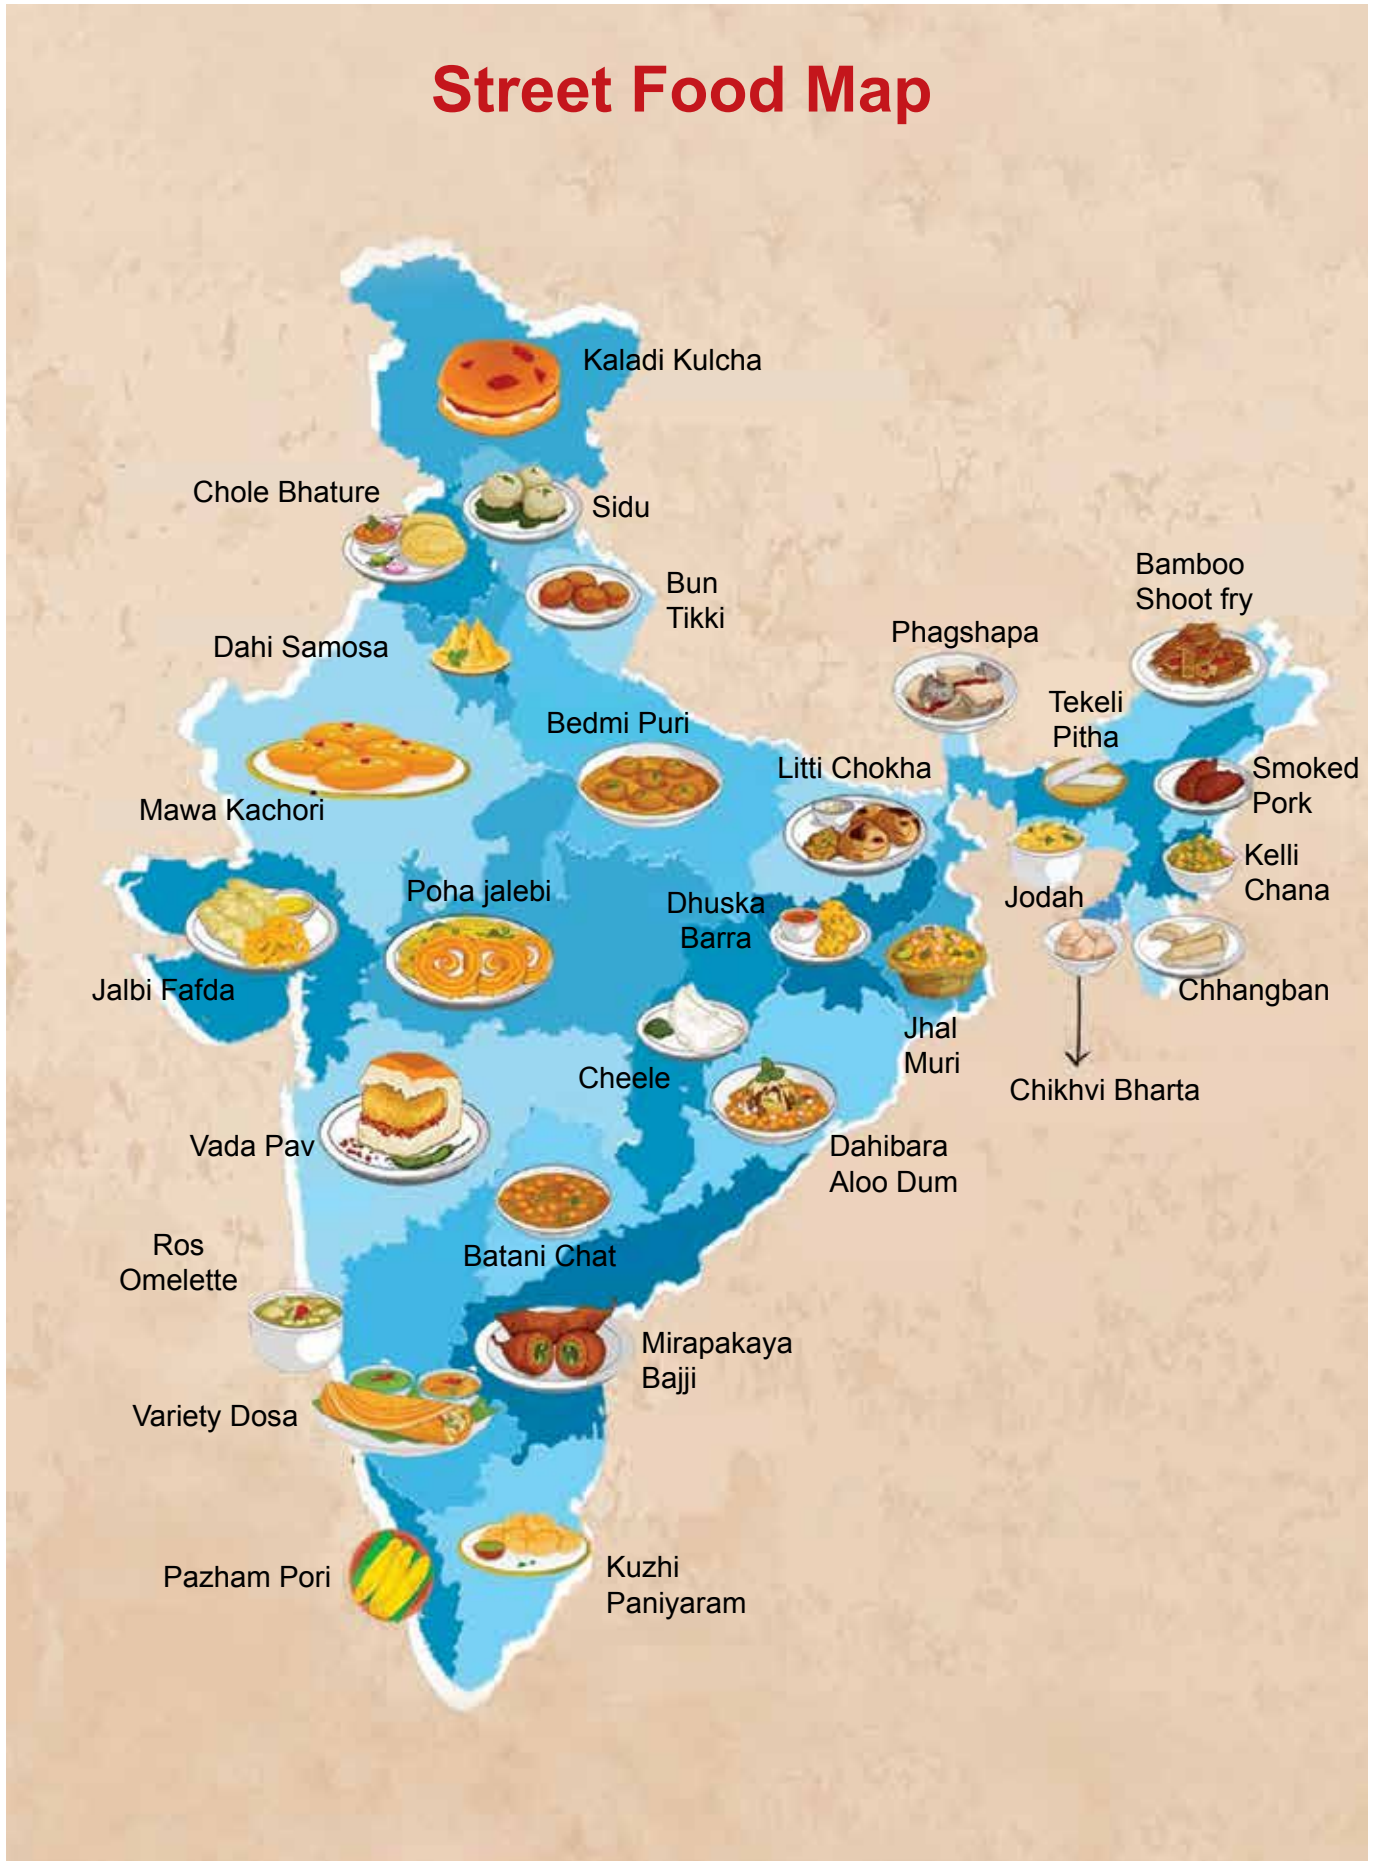 Street Food Map
Kaladi Kulcha
Chole Bhature
Sidu
Bun
Tikki
Dahi Samosa
Bamboo
Shoot fry
Phagshapa
Tekeli
Pitha
Bedmi Puri
Litti Chokha
Smoked
Pork
Mawa Kachori
Kelli
Chana
Poha jalebi
Dhuska
Barra
Jodah
Jalbi Fafda
Chhangban
Jhal
Muri
Cheele
Chikhvi Bharta
Vada Pav
Dahibara
Aloo Dum
Ros
Omelette
Batani Chat
Mirapakaya
Bajji
Variety Dosa
Pazham Pori
Kuzhi
Paniyaram